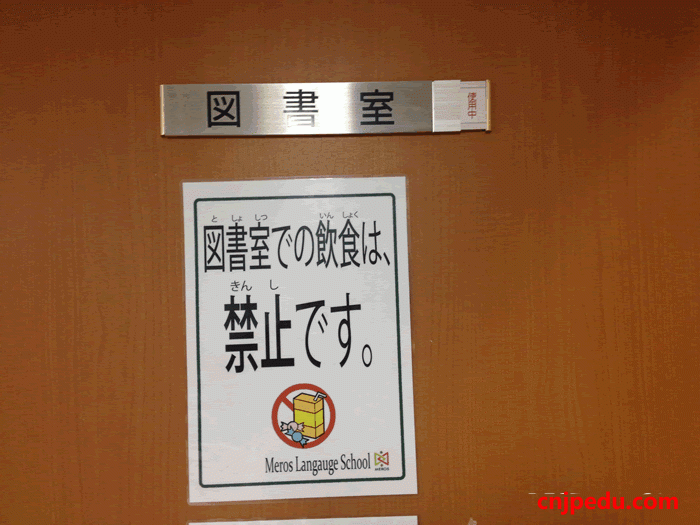 図書室
使用中
としょしつ いんしょく
図書室での飲食は、
きんし
禁止です。
Meros Langauge School
MEROS
cnjpedu.com